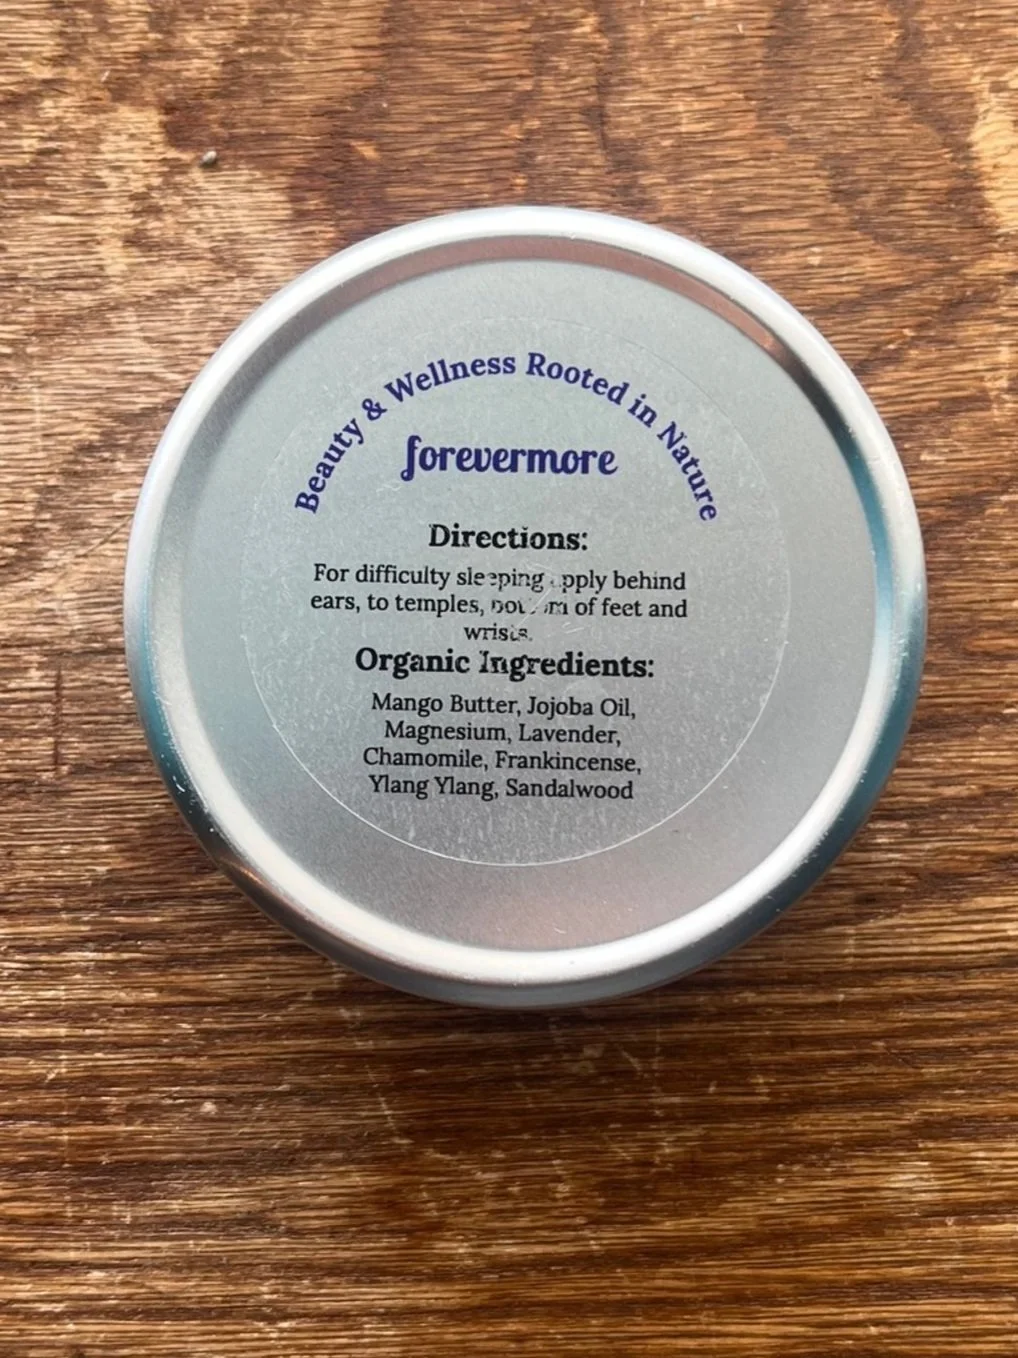 Beauty & Wellness Rooted in Nature
forevermore
Directions:
For difficulty sleeping apply behind
ears, to temples, bottom of feet and
wrists.
Organic Ingredients:
Mango Butter, Jojoba Oil,
Magnesium, Lavender,
Chamomile, Frankincense,
Ylang Ylang, Sandalwood